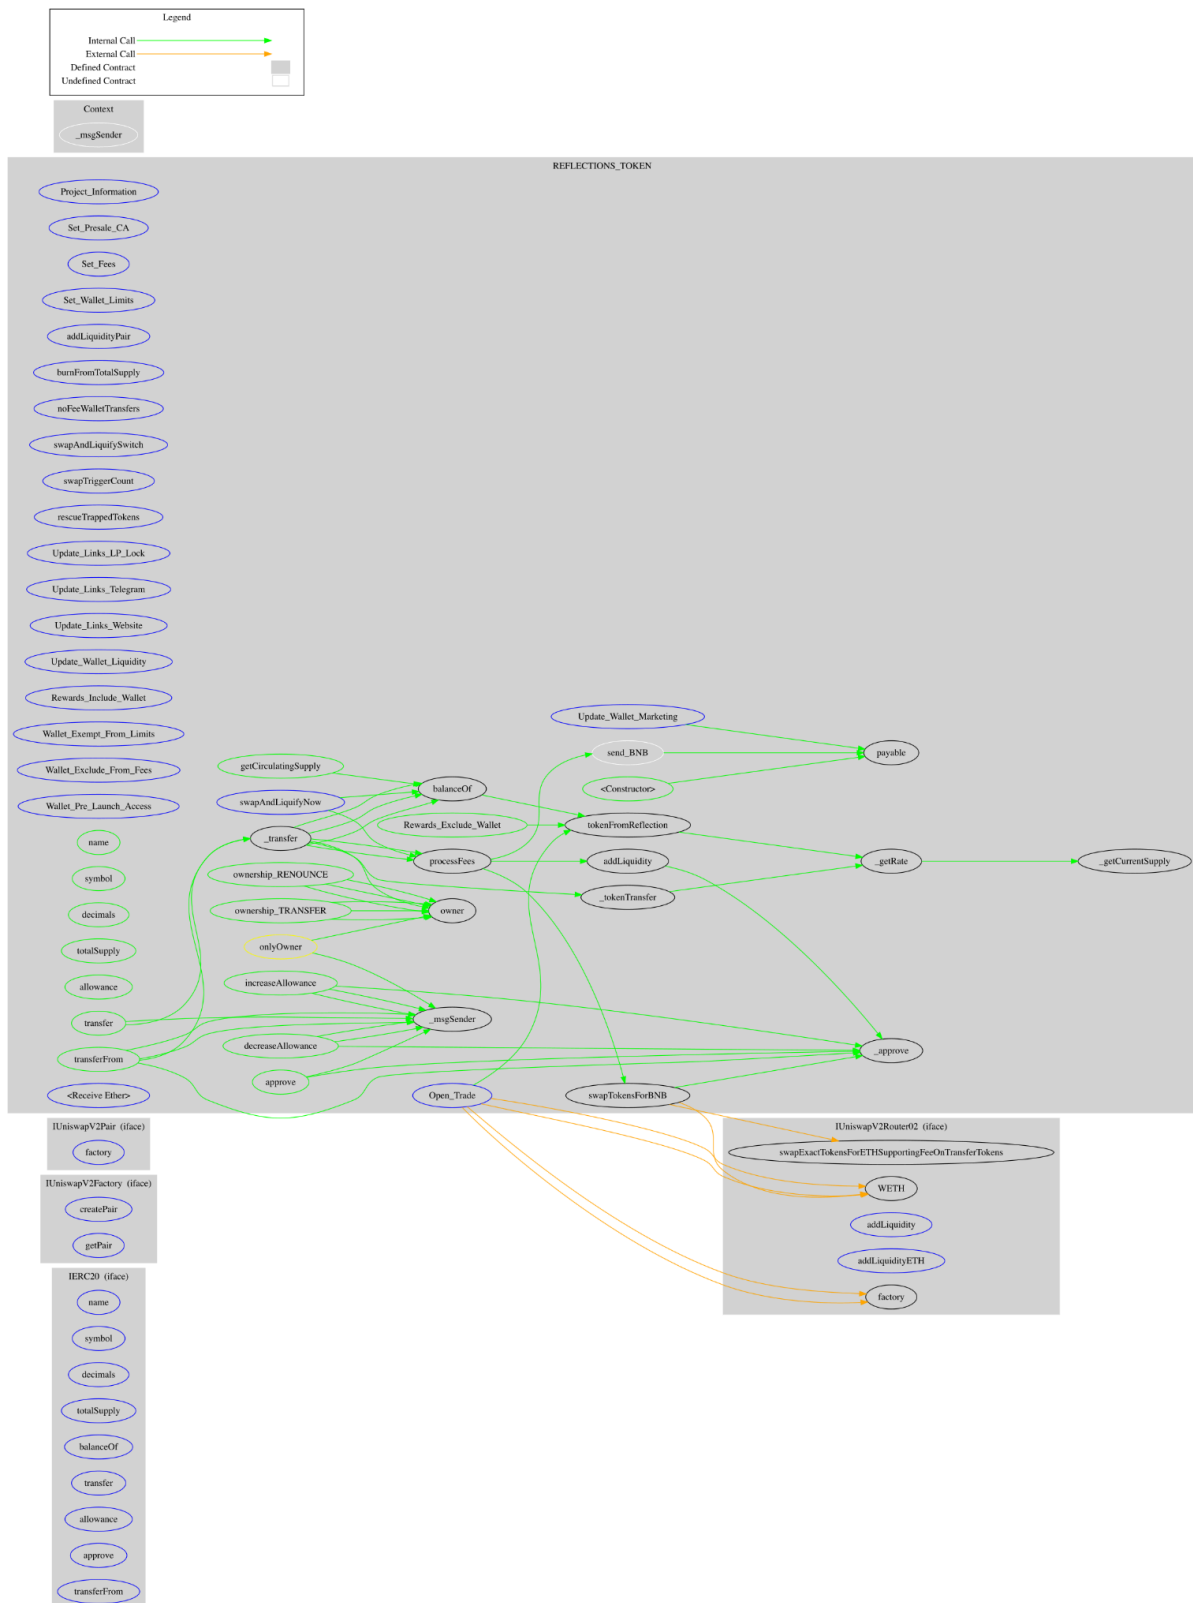 Legend
Internal Call
External Call
Defined Contract
Undefined Contract
Context
_msgSender
REFLECTIONS_TOKEN
Project_Information
Set_Presale_CA
Set_Fees
Set_Wallet_Limits
addLiquidityPair
burnFromTotalSupply
noFeeWalletTransfers
swapAndLiquifySwitch
swapTriggerCount
rescueTrappedTokens
Update_Links_LP_Lock
Update_Links_Telegram
Update_Links_Website
Update_Wallet_Liquidity
Rewards_Include_Wallet
Wallet_Exempt_From_Limits
Wallet_Exclude_From_Fees
Wallet_Pre_Launch_Access
name
symbol
decimals
totalSupply
allowance
transfer
transferFrom
<Receive Ether>
getCirculatingSupply
swapAndLiquifyNow
_transfer
ownership_RENOUNCE
ownership_TRANSFER
onlyOwner
increaseAllowance
decreaseAllowance
approve
balanceOf
Rewards_Exclude_Wallet
processFees
owner
_msgSender
Open_Trade
Update_Wallet_Marketing
send_BNB
<Constructor>
tokenFromReflection
addLiquidity
_tokenTransfer
swapTokensForBNB
payable
_getRate
_approve
_getCurrentSupply
IUniswapV2Pair (iface)
factory
IUniswapV2Factory (iface)
createPair
getPair
IUniswapV2Router02 (iface)
swapExactTokensForETHSupportingFeeOnTransferTokens
WETH
addLiquidity
addLiquidityETH
factory
IERC20 (iface)
name
symbol
decimals
totalSupply
balanceOf
transfer
allowance
approve
transferFrom